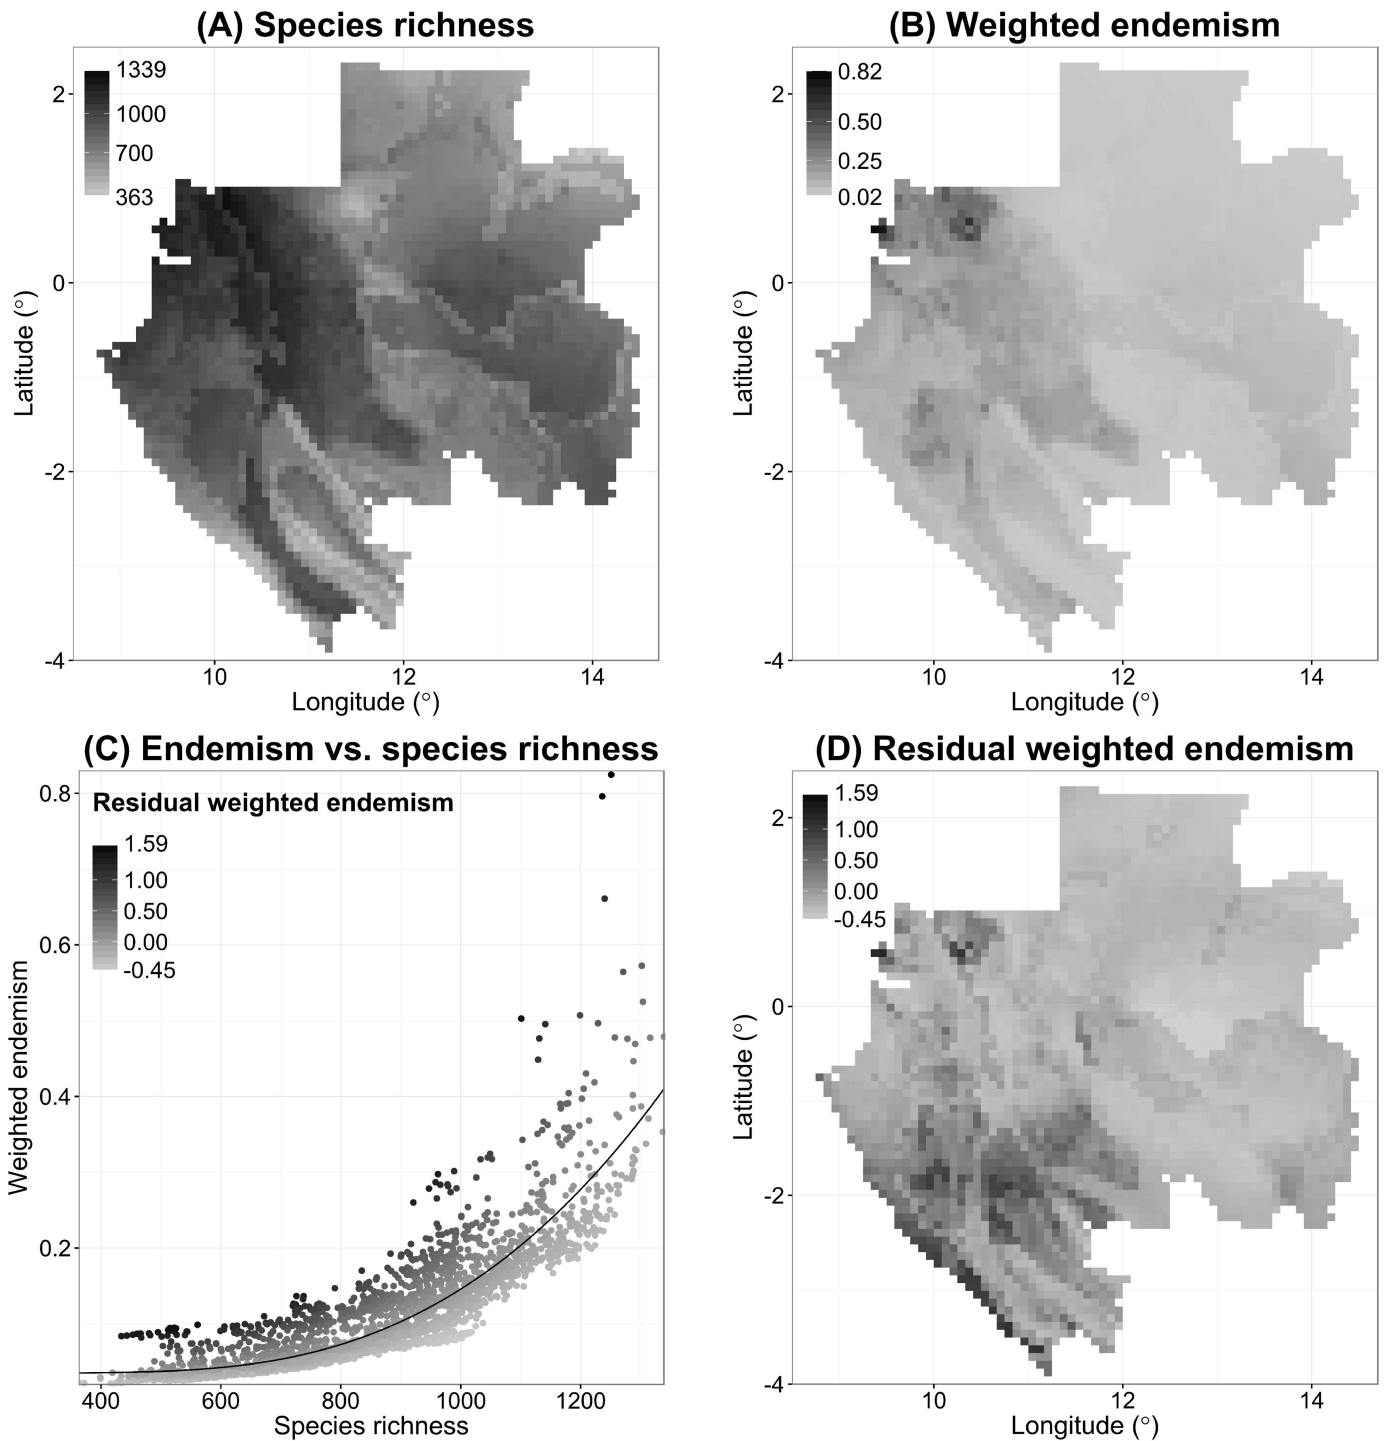 (A) Species richness
1339
1000
700
363
2
0
-2
-4
Latitude (°)
10 12 14
Longitude (°)
(B) Weighted endemism
0.82
0.50
0.25
0.02
2
0
-2
-4
Latitude (°)
10 12 14
Longitude (°)
(C) Endemism vs. species richness
Residual weighted endemism
1.59
1.00
0.50
0.00
-0.45
0.8
0.6
0.4
0.2
Weighted endemism
400 600 800 1000 1200
Species richness
(D) Residual weighted endemism
1.59
1.00
0.50
0.00
-0.45
2
0
-2
-4
Latitude (°)
10 12 14
Longitude (°)